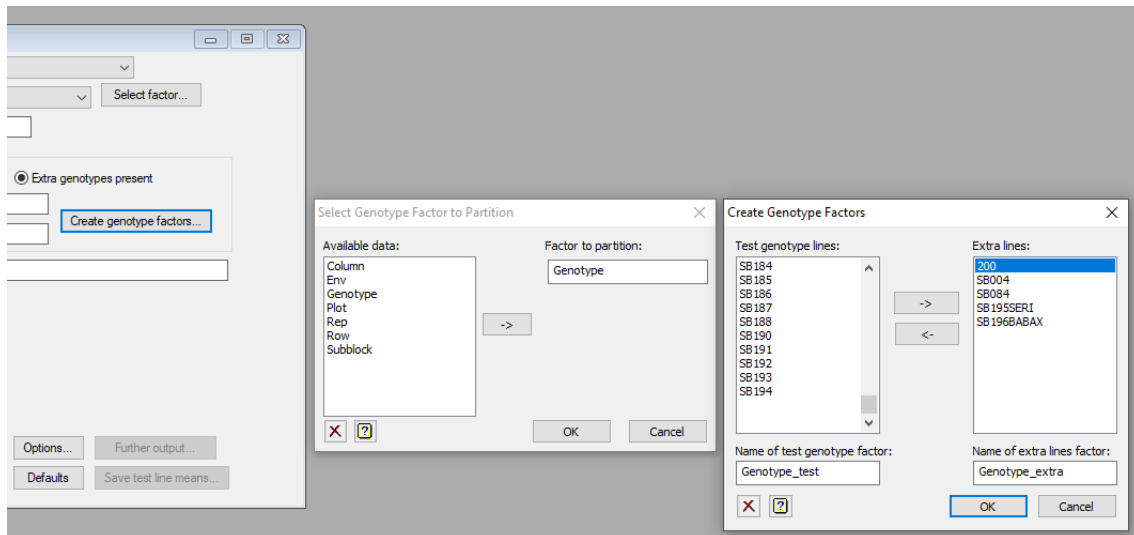 Select factor...
Extra genotypes present
Create genotype factors...
Options...
Further output...
Defaults
Save test line means...
Select Genotype Factor to Partition
Available data:
Factor to partition:
Column
Env
Genotype
Plot
Rep
Row
Subblock
Genotype
->
OK
Cancel
Create Genotype Factors
Test genotype lines:
Extra lines:
SB184
SB185
SB186
SB187
SB188
SB190
SB191
SB192
SB193
SB194
->
<-
200
SB004
SB084
SB195SERI
SB196BABAX
Name of test genotype factor:
Name of extra lines factor:
Genotype_test
Genotype_extra
OK
Cancel